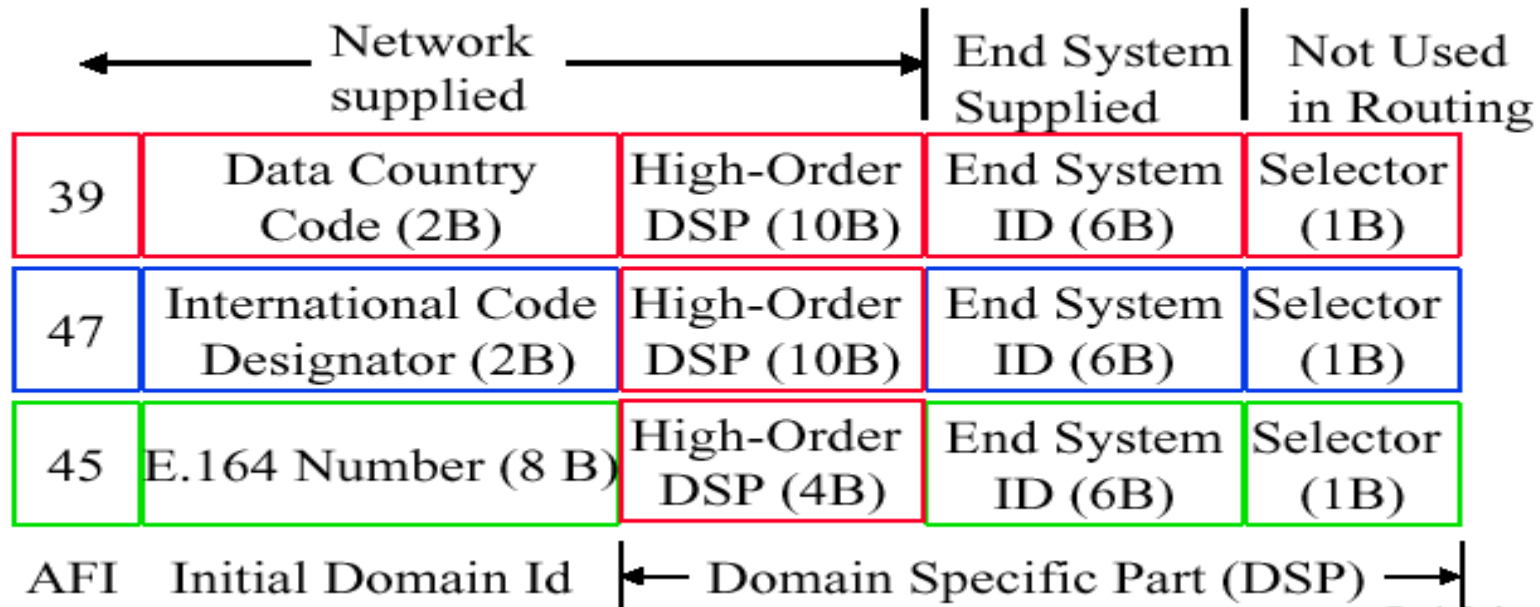 Network
supplied
End System
Supplied
Not Used
in Routing
39
Data Country
Code (2B)
High-Order
DSP (10B)
End System
ID (6B)
Selector
(1B)
47
International Code
Designator (2B)
High-Order
DSP (10B)
End System
ID (6B)
Selector
(1B)
45
E.164 Number (8 B)
High-Order
DSP (4B)
End System
ID (6B)
Selector
(1B)
AFI
Initial Domain Id
Domain Specific Part (DSP)